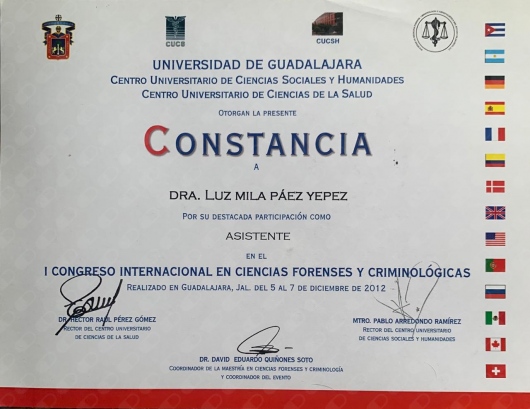 CUCS
CUCSH
UNIVERSIDAD DE GUADALAJARA
CENTRO UNIVERSITARIO DE CIENCIAS SOCIALES Y HUMANIDADES
CENTRO UNIVERSITARIO DE CIENCIAS DE LA SALUD
OTORGAN LA PRESENTE
CONSTANCIA
A
DRA. LUZ MILA PÁEZ YEPEZ
POR SU DESTACADA PARTICIPACIÓN COMO
ASISTENTE
EN EL
I CONGRESO INTERNACIONAL EN CIENCIAS FORENSES Y CRIMINOLÓGICAS
REALIZADO EN GUADALAJARA, JAL. DEL 5 AL 7 DE DICIEMBRE DE 2012
DR. HÉCTOR RAÚL PÉREZ GÓMEZ
RECTOR DEL CENTRO UNIVERSITARIO
DE CIENCIAS DE LA SALUD
MTRO. PABLO ARREDONDO RAMÍREZ
RECTOR DEL CENTRO UNIVERSITARIO
DE CIENCIAS SOCIALES Y HUMANIDADES
DR. DAVID EDUARDO QUIÑONES SOTO
COORDINADOR DE LA MAESTRÍA EN CIENCIAS FORENSES Y CRIMINOLOGÍA
Y COORDINADOR DEL EVENTO